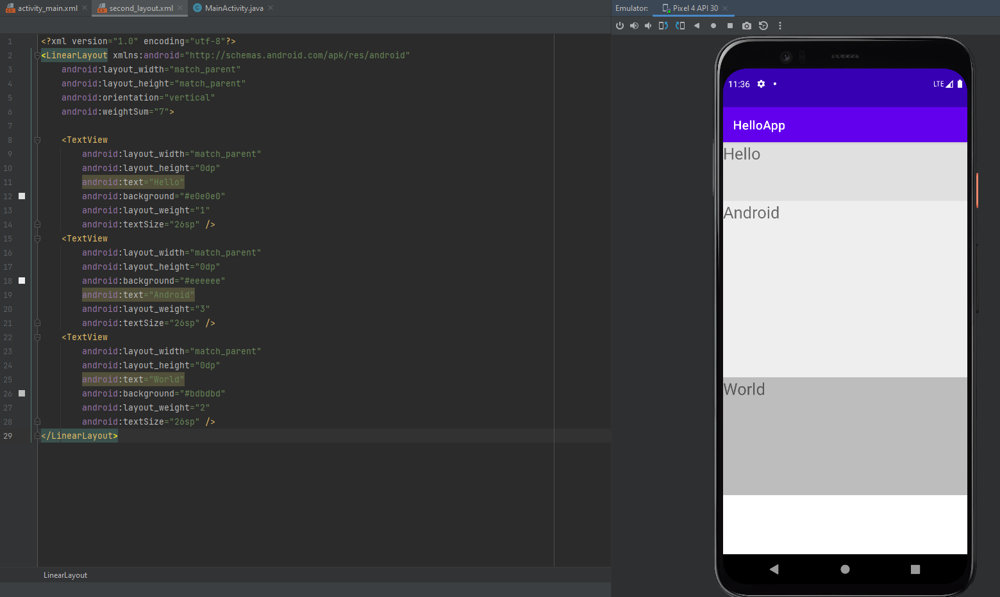 activity_main.xml
second_layout.xml
MainActivity.java
Emulator:
Pixel 4 API 30
1 <?xml version="1.0" encoding="utf-8"?>
2 <LinearLayout xmlns:android="http://schemas.android.com/apk/res/android"
3 android:layout_width="match_parent"
4 android:layout_height="match_parent"
5 android:orientation="vertical"
6 android:weightSum="7">
7
8 <TextView
9 android:layout_width="match_parent"
10 android:layout_height="0dp"
11 android:text="Hello"
12 android:background="#e0e0e0"
13 android:layout_weight="1"
14 android:textSize="26sp" />
15 <TextView
16 android:layout_width="match_parent"
17 android:layout_height="0dp"
18 android:background="#eeeeee"
19 android:text="Android"
20 android:layout_weight="3"
21 android:textSize="26sp" />
22 <TextView
23 android:layout_width="match_parent"
24 android:layout_height="0dp"
25 android:text="World"
26 android:background="#bdbdbd"
27 android:layout_weight="2"
28 android:textSize="26sp" />
29 </LinearLayout>
LinearLayout
11:36
LTE
HelloApp
Hello
Android
World